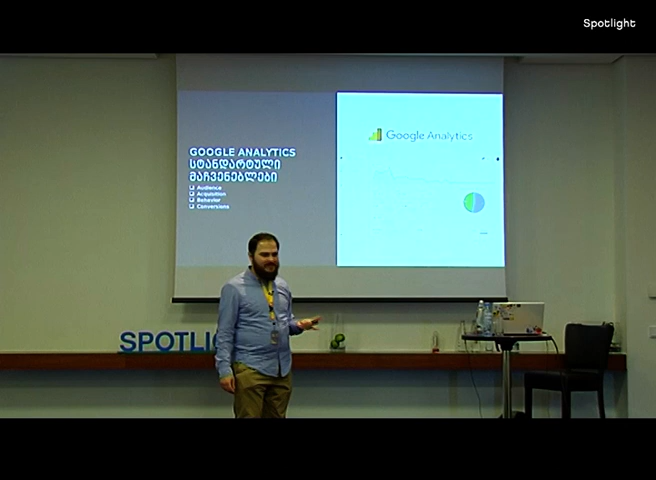 Spotlight
GOOGLE ANALYTICS
ᲡᲢᲐᲜᲓᲐᲠᲢᲣᲚᲘ
ᲛᲐᲩᲕᲔᲜᲔᲑᲚᲔᲑᲘ
Audience
Acquisition
Behavior
Conversions
Google Analytics
SPOTLI